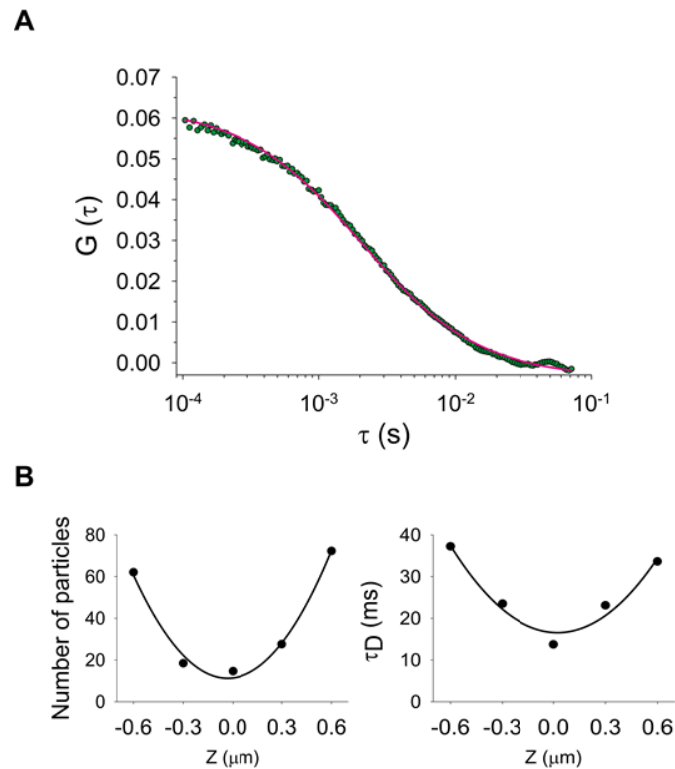 A
0.07
0.06
0.05
0.04
0.03
0.02
0.01
0.00
G (τ)
10⁻⁴ 10⁻³ 10⁻² 10⁻¹
τ (s)
B
Number of particles
80
60
40
20
0
-0.6 -0.3 0.0 0.3 0.6
Z (μm)
τD (ms)
40
30
20
10
0
-0.6 -0.3 0.0 0.3 0.6
Z (μm)